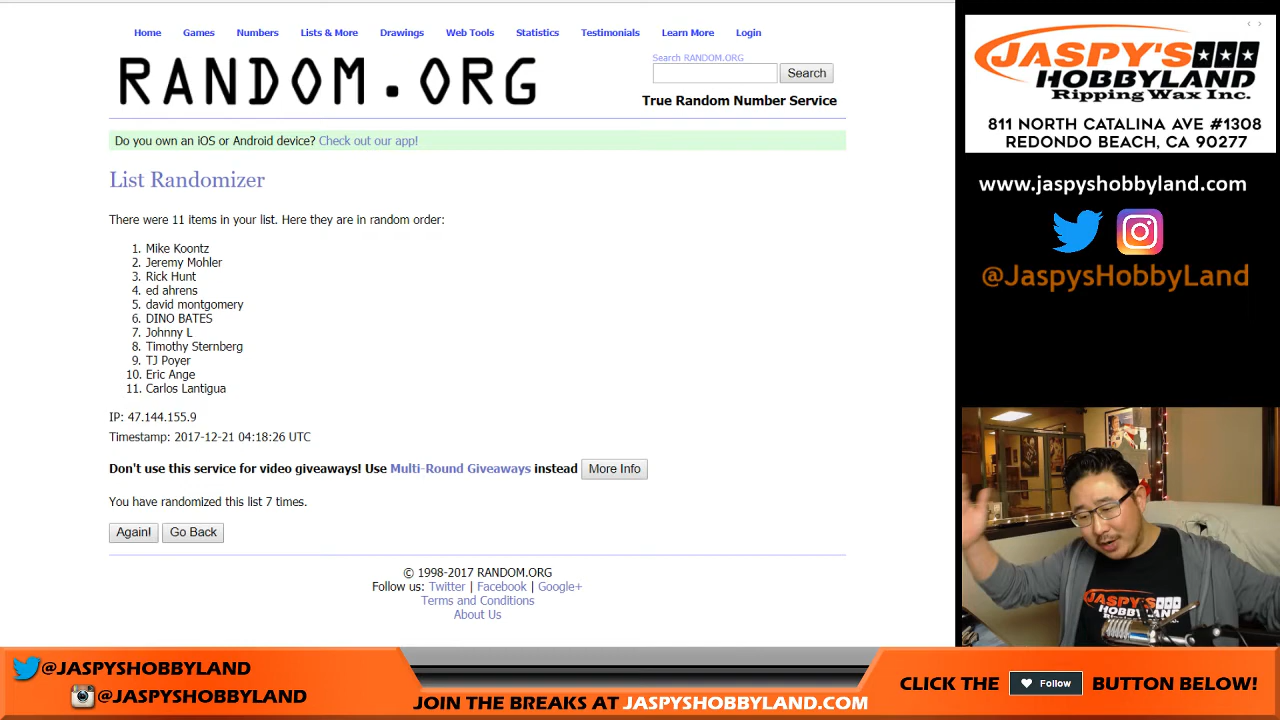 Home Games Numbers Lists & More Drawings Web Tools Statistics Testimonials Learn More Login
RANDOM.ORG
Search RANDOM.ORG
Search
True Random Number Service
Do you own an iOS or Android device? Check out our app!
List Randomizer
There were 11 items in your list. Here they are in random order:
1. Mike Koontz
2. Jeremy Mohler
3. Rick Hunt
4. ed ahrens
5. david montgomery
6. DINO BATES
7. Johnny L
8. Timothy Sternberg
9. TJ Poyer
10. Eric Ange
11. Carlos Lantigua
IP: 47.144.155.9
Timestamp: 2017-12-21 04:18:26 UTC
Don't use this service for video giveaways! Use Multi-Round Giveaways instead More Info
You have randomized this list 7 times.
Again! Go Back
© 1998-2017 RANDOM.ORG
Follow us: Twitter | Facebook | Google+
Terms and Conditions
About Us
JASPY'S
HOBBYLAND
Ripping Wax Inc.
811 NORTH CATALINA AVE #1308
REDONDO BEACH, CA 90277
www.jaspyshobbyland.com
@JaspysHobbyLand
JASPY'S
HOBBYLAND
@JASPYSHOBBYLAND
@JASPYSHOBBYLAND
JOIN THE BREAKS AT JASPYSHOBBYLAND.COM
CLICK THE Follow BUTTON BELOW!